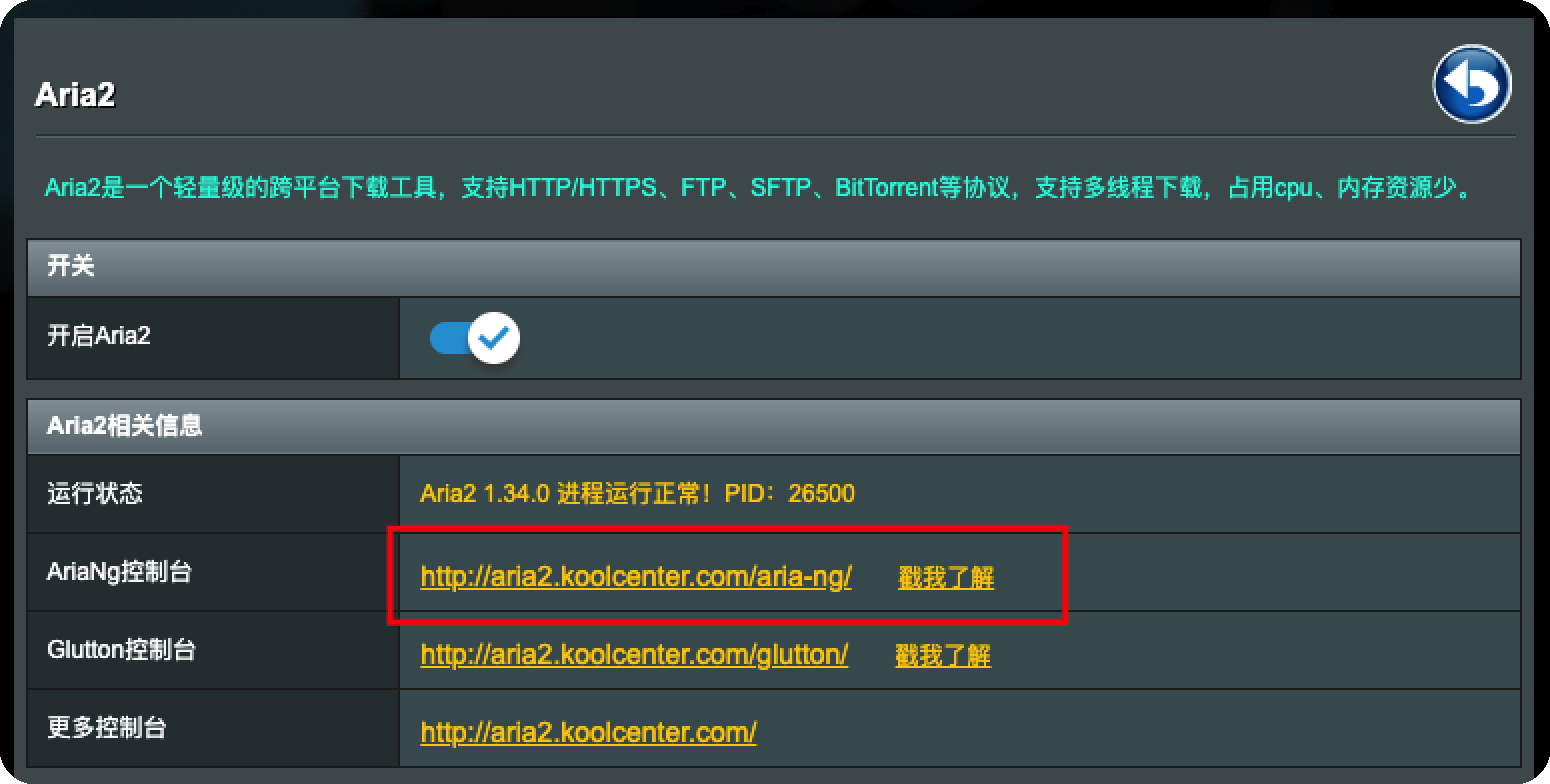 Aria2
Aria2是一个轻量级的跨平台下载工具，支持HTTP/HTTPS、FTP、SFTP、BitTorrent等协议，支持多线程下载，占用cpu、内存资源少。
开关
开启Aria2
Aria2相关信息
运行状态 Aria2 1.34.0 进程运行正常！PID：26500
AriaNg控制台 http://aria2.koolcenter.com/aria-ng/ 戳我了解
Glutton控制台 http://aria2.koolcenter.com/glutton/ 戳我了解
更多控制台 http://aria2.koolcenter.com/